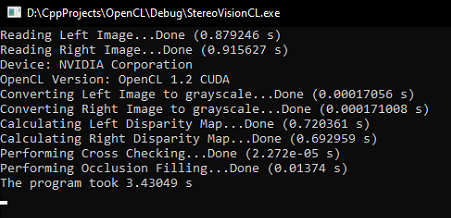 D:\CppProjects\OpenCL\Debug\StereoVisionCL.exe
Reading Left Image...Done (0.879246 s)
Reading Right Image...Done (0.915627 s)
Device: NVIDIA Corporation
OpenCL Version: OpenCL 1.2 CUDA
Converting Left Image to grayscale...Done (0.00017056 s)
Converting Right Image to grayscale...Done (0.000171008 s)
Calculating Left Disparity Map...Done (0.720361 s)
Calculating Right Disparity Map...Done (0.692959 s)
Performing Cross Checking...Done (2.272e-05 s)
Performing Occlusion Filling...Done (0.01374 s)
The program took 3.43049 s